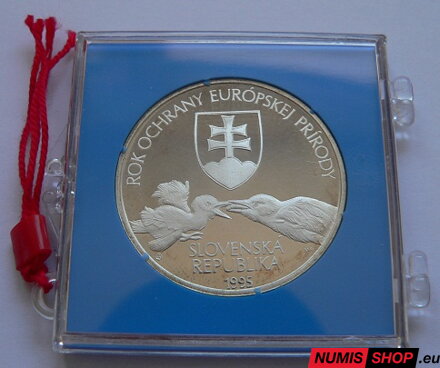 ROK OCHRANY EURÓPSKEJ PRÍRODY
SLOVENSKÁ
REPUBLIKA
1995
NUMIS SHOP.eu